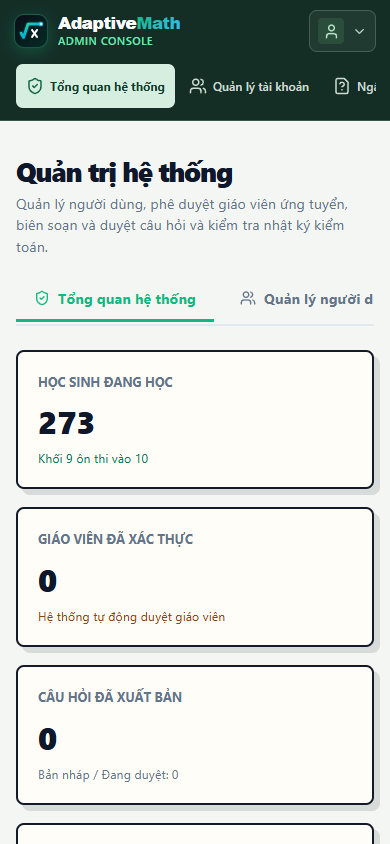 AdaptiveMath
ADMIN CONSOLE
Tổng quan hệ thống
Quản lý tài khoản
Quản trị hệ thống
Quản lý người dùng, phê duyệt giáo viên ứng tuyển,
biên soạn và duyệt câu hỏi và kiểm tra nhật ký kiểm
toán.
Tổng quan hệ thống
Quản lý người d
HỌC SINH ĐANG HỌC
273
Khối 9 ôn thi vào 10
GIÁO VIÊN ĐÃ XÁC THỰC
0
Hệ thống tự động duyệt giáo viên
CÂU HỎI ĐÃ XUẤT BẢN
0
Bản nháp / Đang duyệt: 0